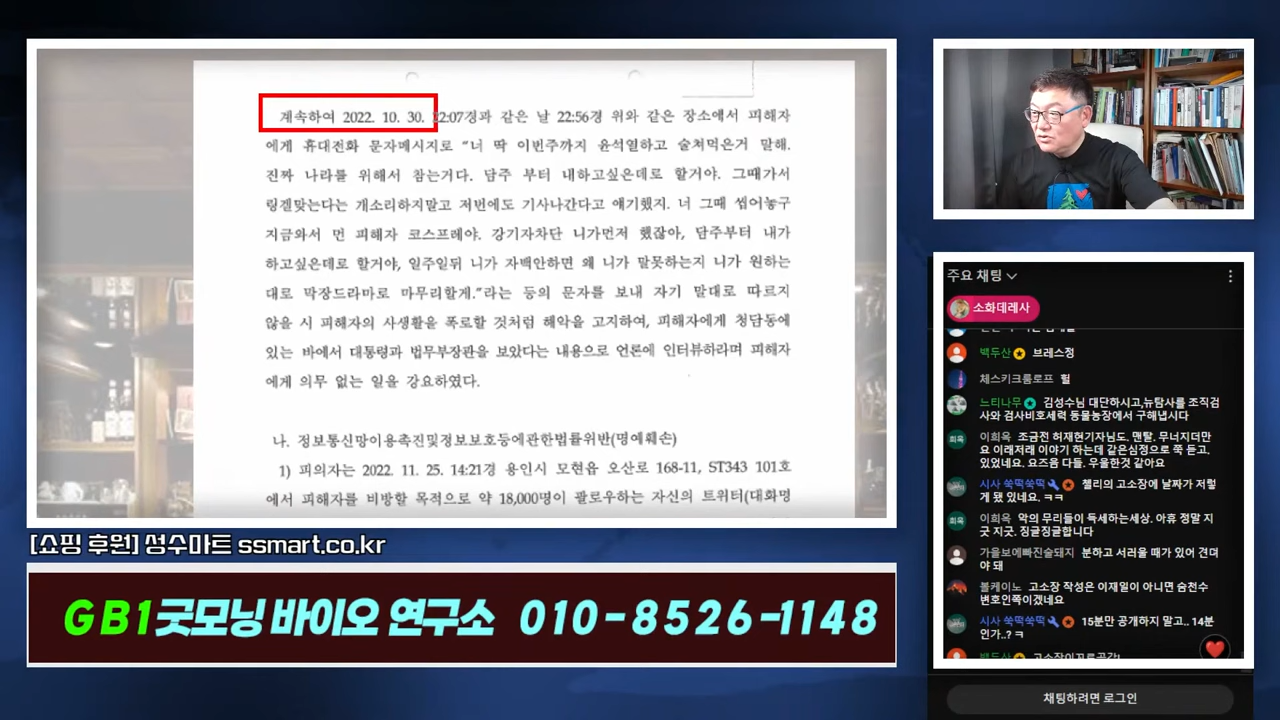 계속하여 2022. 10. 30. 22:07경과 같은 날 22:56경 위와 같은 장소에서 피해자
에게 휴대전화 문자메시지로 "너 딱 이번주까지 윤석열하고 술쳐먹은거 말해.
진짜 나라를 위해서 참는거다. 담주 부터 내하고싶은데로 할거야. 그때가서
링겔맞는다는 개소리하지말고 저번에도 기사나간다고 얘기했지. 너 그때 씹어놓구
지금와서 먼 피해자 코스프레야. 강기자차단 니가먼저 했잖아, 담주부터 내가
하고싶은데로 할거야, 일주일뒤 니가 자백안하면 왜 니가 말못하는지 니가 원하는
대로 막장드라마로 마무리할게."라는 등의 문자를 보내 자기 말대로 따르지
않을 시 피해자의 사생활을 폭로할 것처럼 해악을 고지하여, 피해자에게 청담동에
있는 바에서 대통령과 법무부장관을 보았다는 내용으로 언론에 인터뷰하라며 피해자
에게 의무 없는 일을 강요하였다.
나. 정보통신망이용촉진및정보보호등에관한법률위반(명예훼손)
1) 피의자는 2022. 11. 25. 14:21경 용인시 모현읍 오산로 168-11, ST343 101호
에서 피해자를 비방할 목적으로 약 18,000명이 팔로우하는 자신의 트위터(대화명
[쇼핑 후원] 성수마트 ssmart.co.kr
GB1굿모닝 바이오 연구소 010-8526-1148
주요 채팅
소화데레사
백두산 브레스정
체스키크룸로프 헐
느티나무 김성수님 대단하시고,뉴탐사를 조직검
사와 검사비호세력 동물농장에서 구해냅시다
희옥 이희옥 조금전 허재현기자님도. 맨탈. 무너지더만
요 이래저래 이야기 하는데 같은심정으로 쭉 듣고.
있었네요. 요즈음 다들. 우울한것 같아요
시사 쑥떡쑥떡 첼리의 고소장에 날짜가 저렇
게 돼 있네요. ㅋㅋ
희옥 이희옥 악의 무리들이 득세하는세상. 아휴 정말 지
긋 지긋. 징글징글합니다
가을보에빠진술돼지 분하고 서러울 때가 있어 견뎌
야 돼
볼케이노 고소장 작성은 이재일이 아니면 숨천수
변호인쪽이겠네요
시사 쑥떡쑥떡 15분만 공개하지 말고.. 14분
인가..? ㅋ
백두산
채팅하려면 로그인